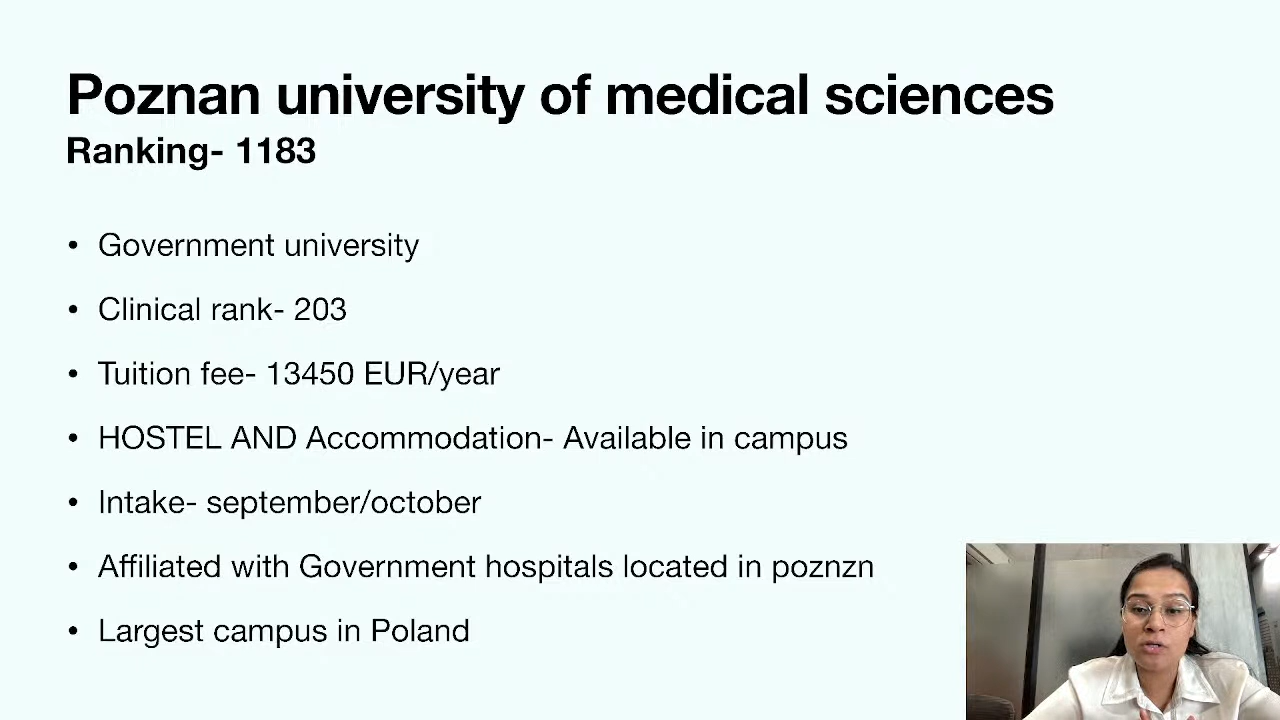 Poznan university of medical sciences
Ranking- 1183
• Government university
• Clinical rank- 203
• Tuition fee- 13450 EUR/year
• HOSTEL AND Accommodation- Available in campus
• Intake- september/october
• Affiliated with Government hospitals located in poznzn
• Largest campus in Poland